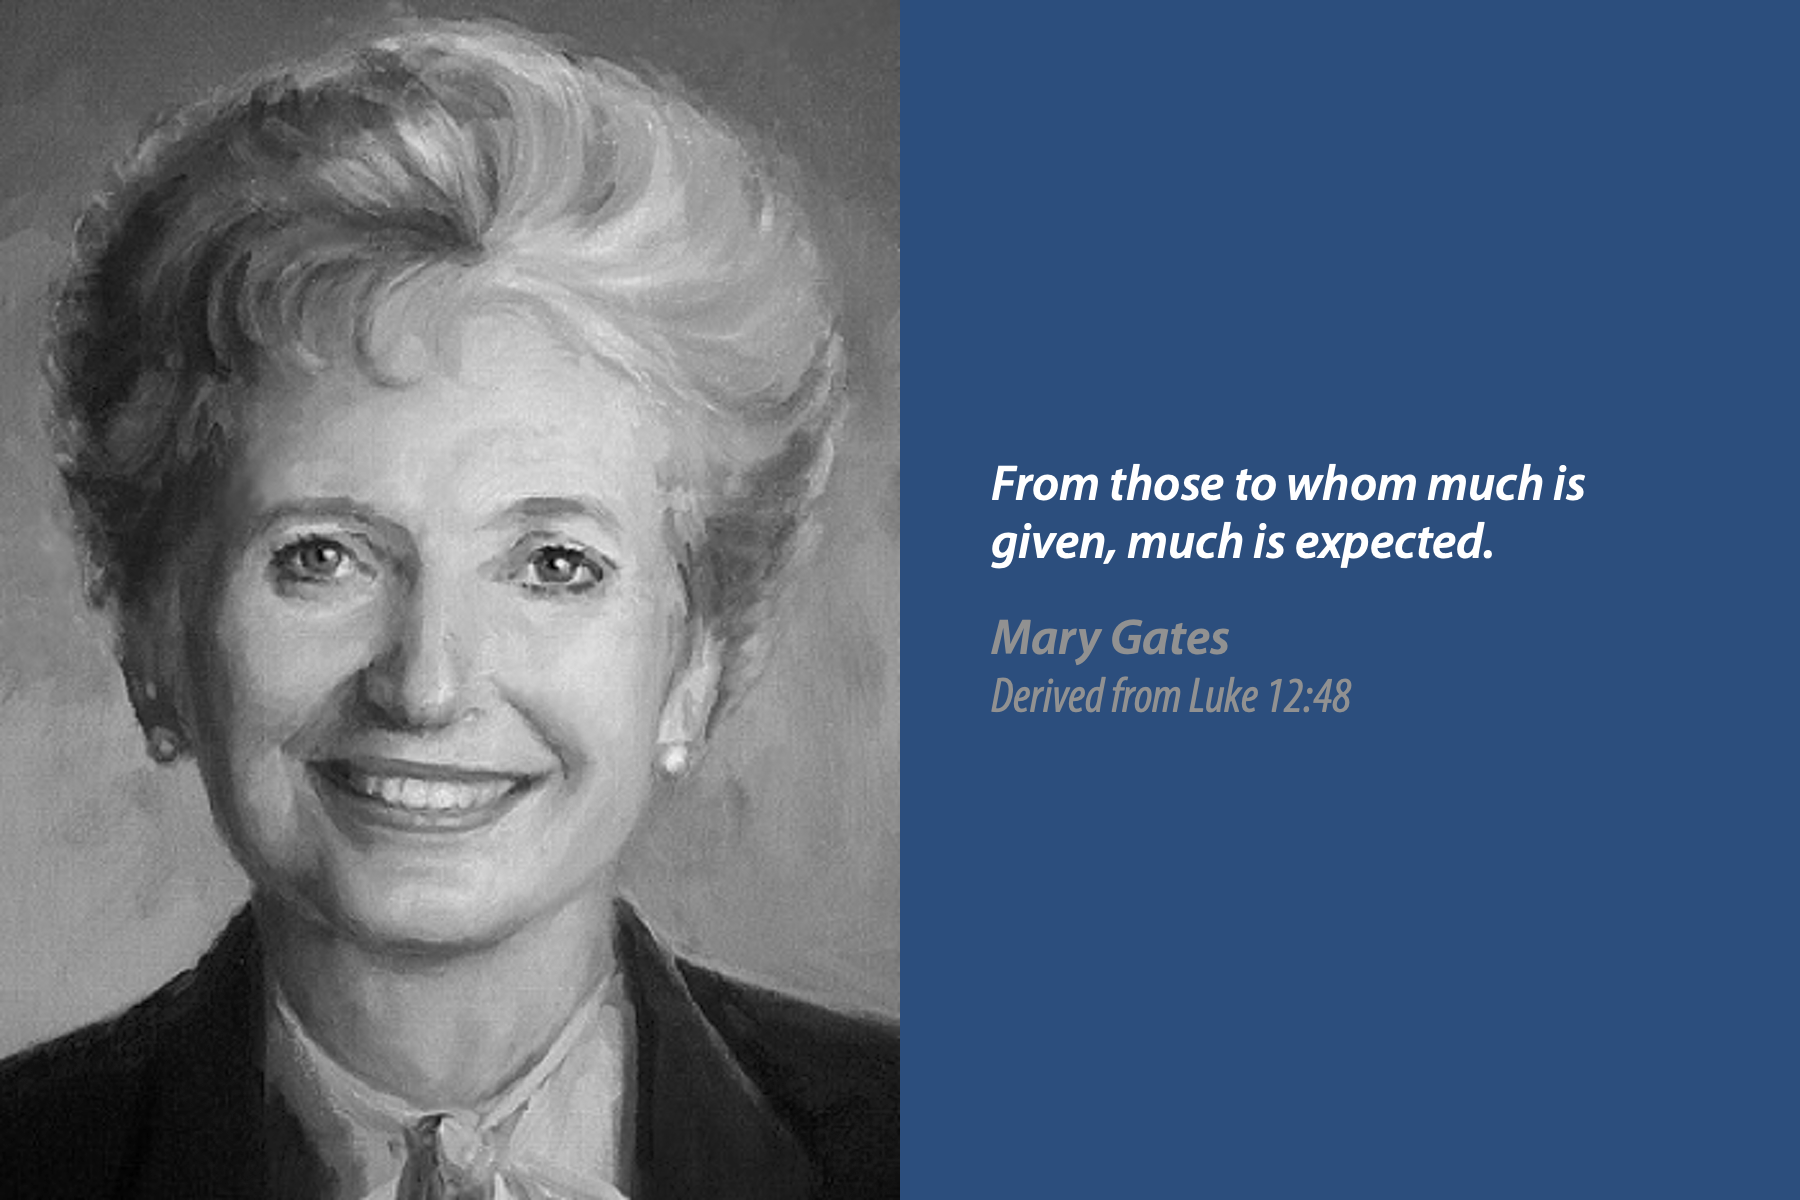 From those to whom much is
given, much is expected.
Mary Gates
Derived from Luke 12:48